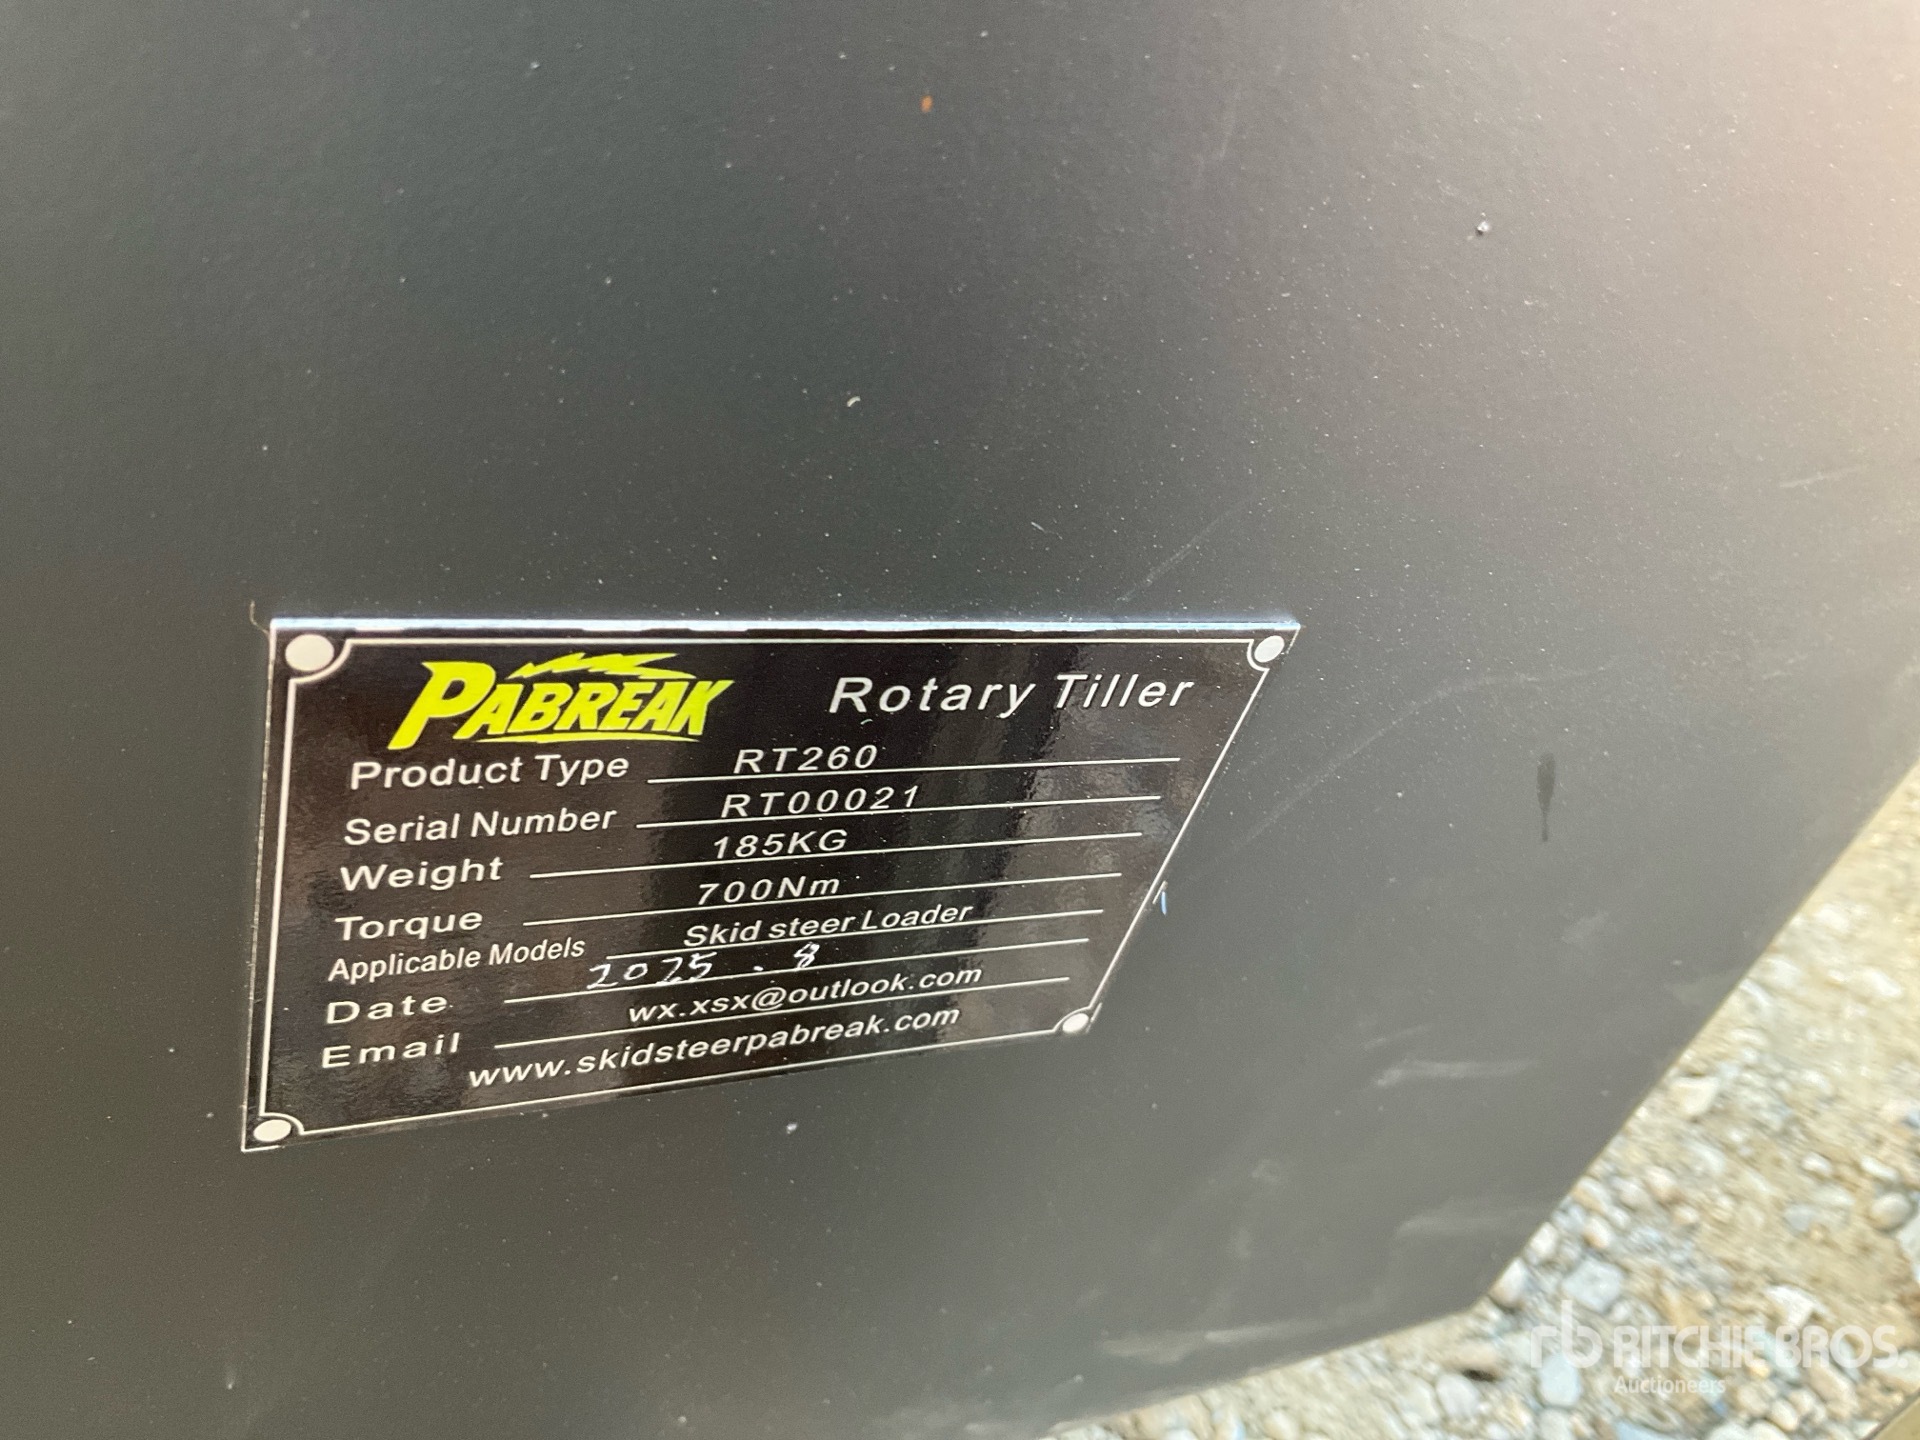 PABREAK Rotary Tiller
Product Type RT260
Serial Number RT00021
Weight 185KG
Torque 700Nm
Applicable Models Skid steer Loader
Date 2025.8
Email wx.xsx@outlook.com
www.skidsteerpabreak.com
rb RITCHIE BROS.
Auctioneers